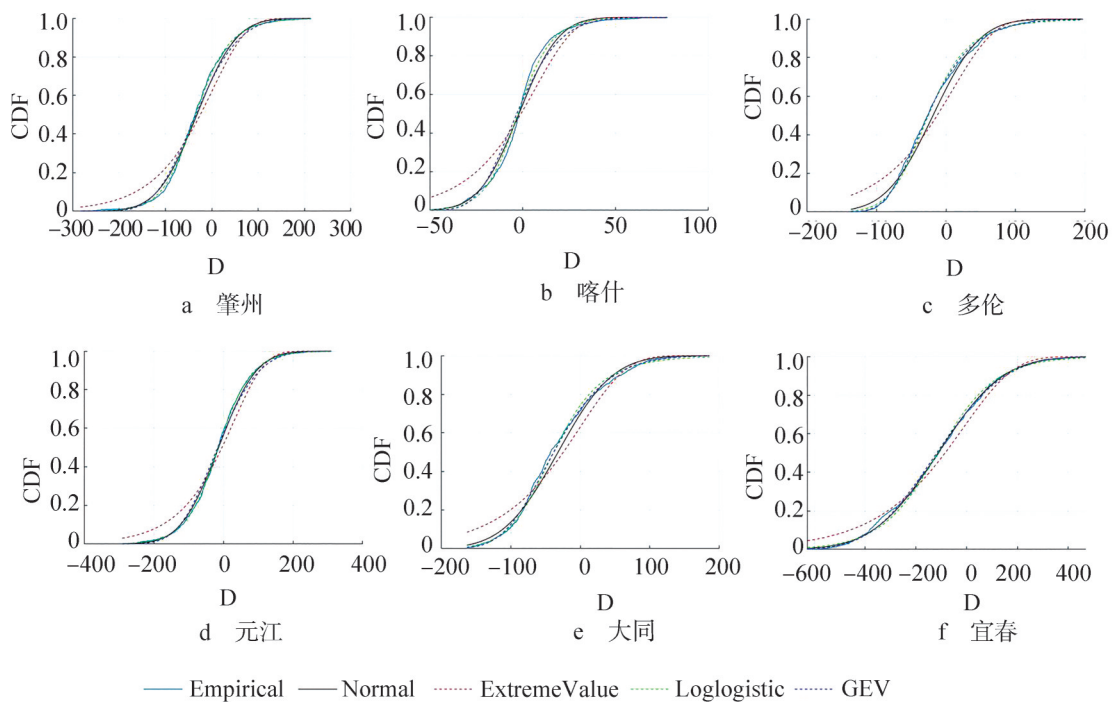 1.0
0.8
0.6
0.4
0.2
0
CDF
-300 -200 -100 0 100 200 300
D
a 肇州
1.0
0.8
0.6
0.4
0.2
0
CDF
-50 0 50 100
D
b 喀什
1.0
0.8
0.6
0.4
0.2
0
CDF
-200 -100 0 100 200
D
c 多伦
1.0
0.8
0.6
0.4
0.2
0
CDF
-400 -200 0 200 400
D
d 元江
1.0
0.8
0.6
0.4
0.2
0
CDF
-200 -100 0 100 200
D
e 大同
1.0
0.8
0.6
0.4
0.2
0
CDF
-600 -400 -200 0 200 400
D
f 宜春
Empirical Normal ExtremeValue Loglogistic GEV